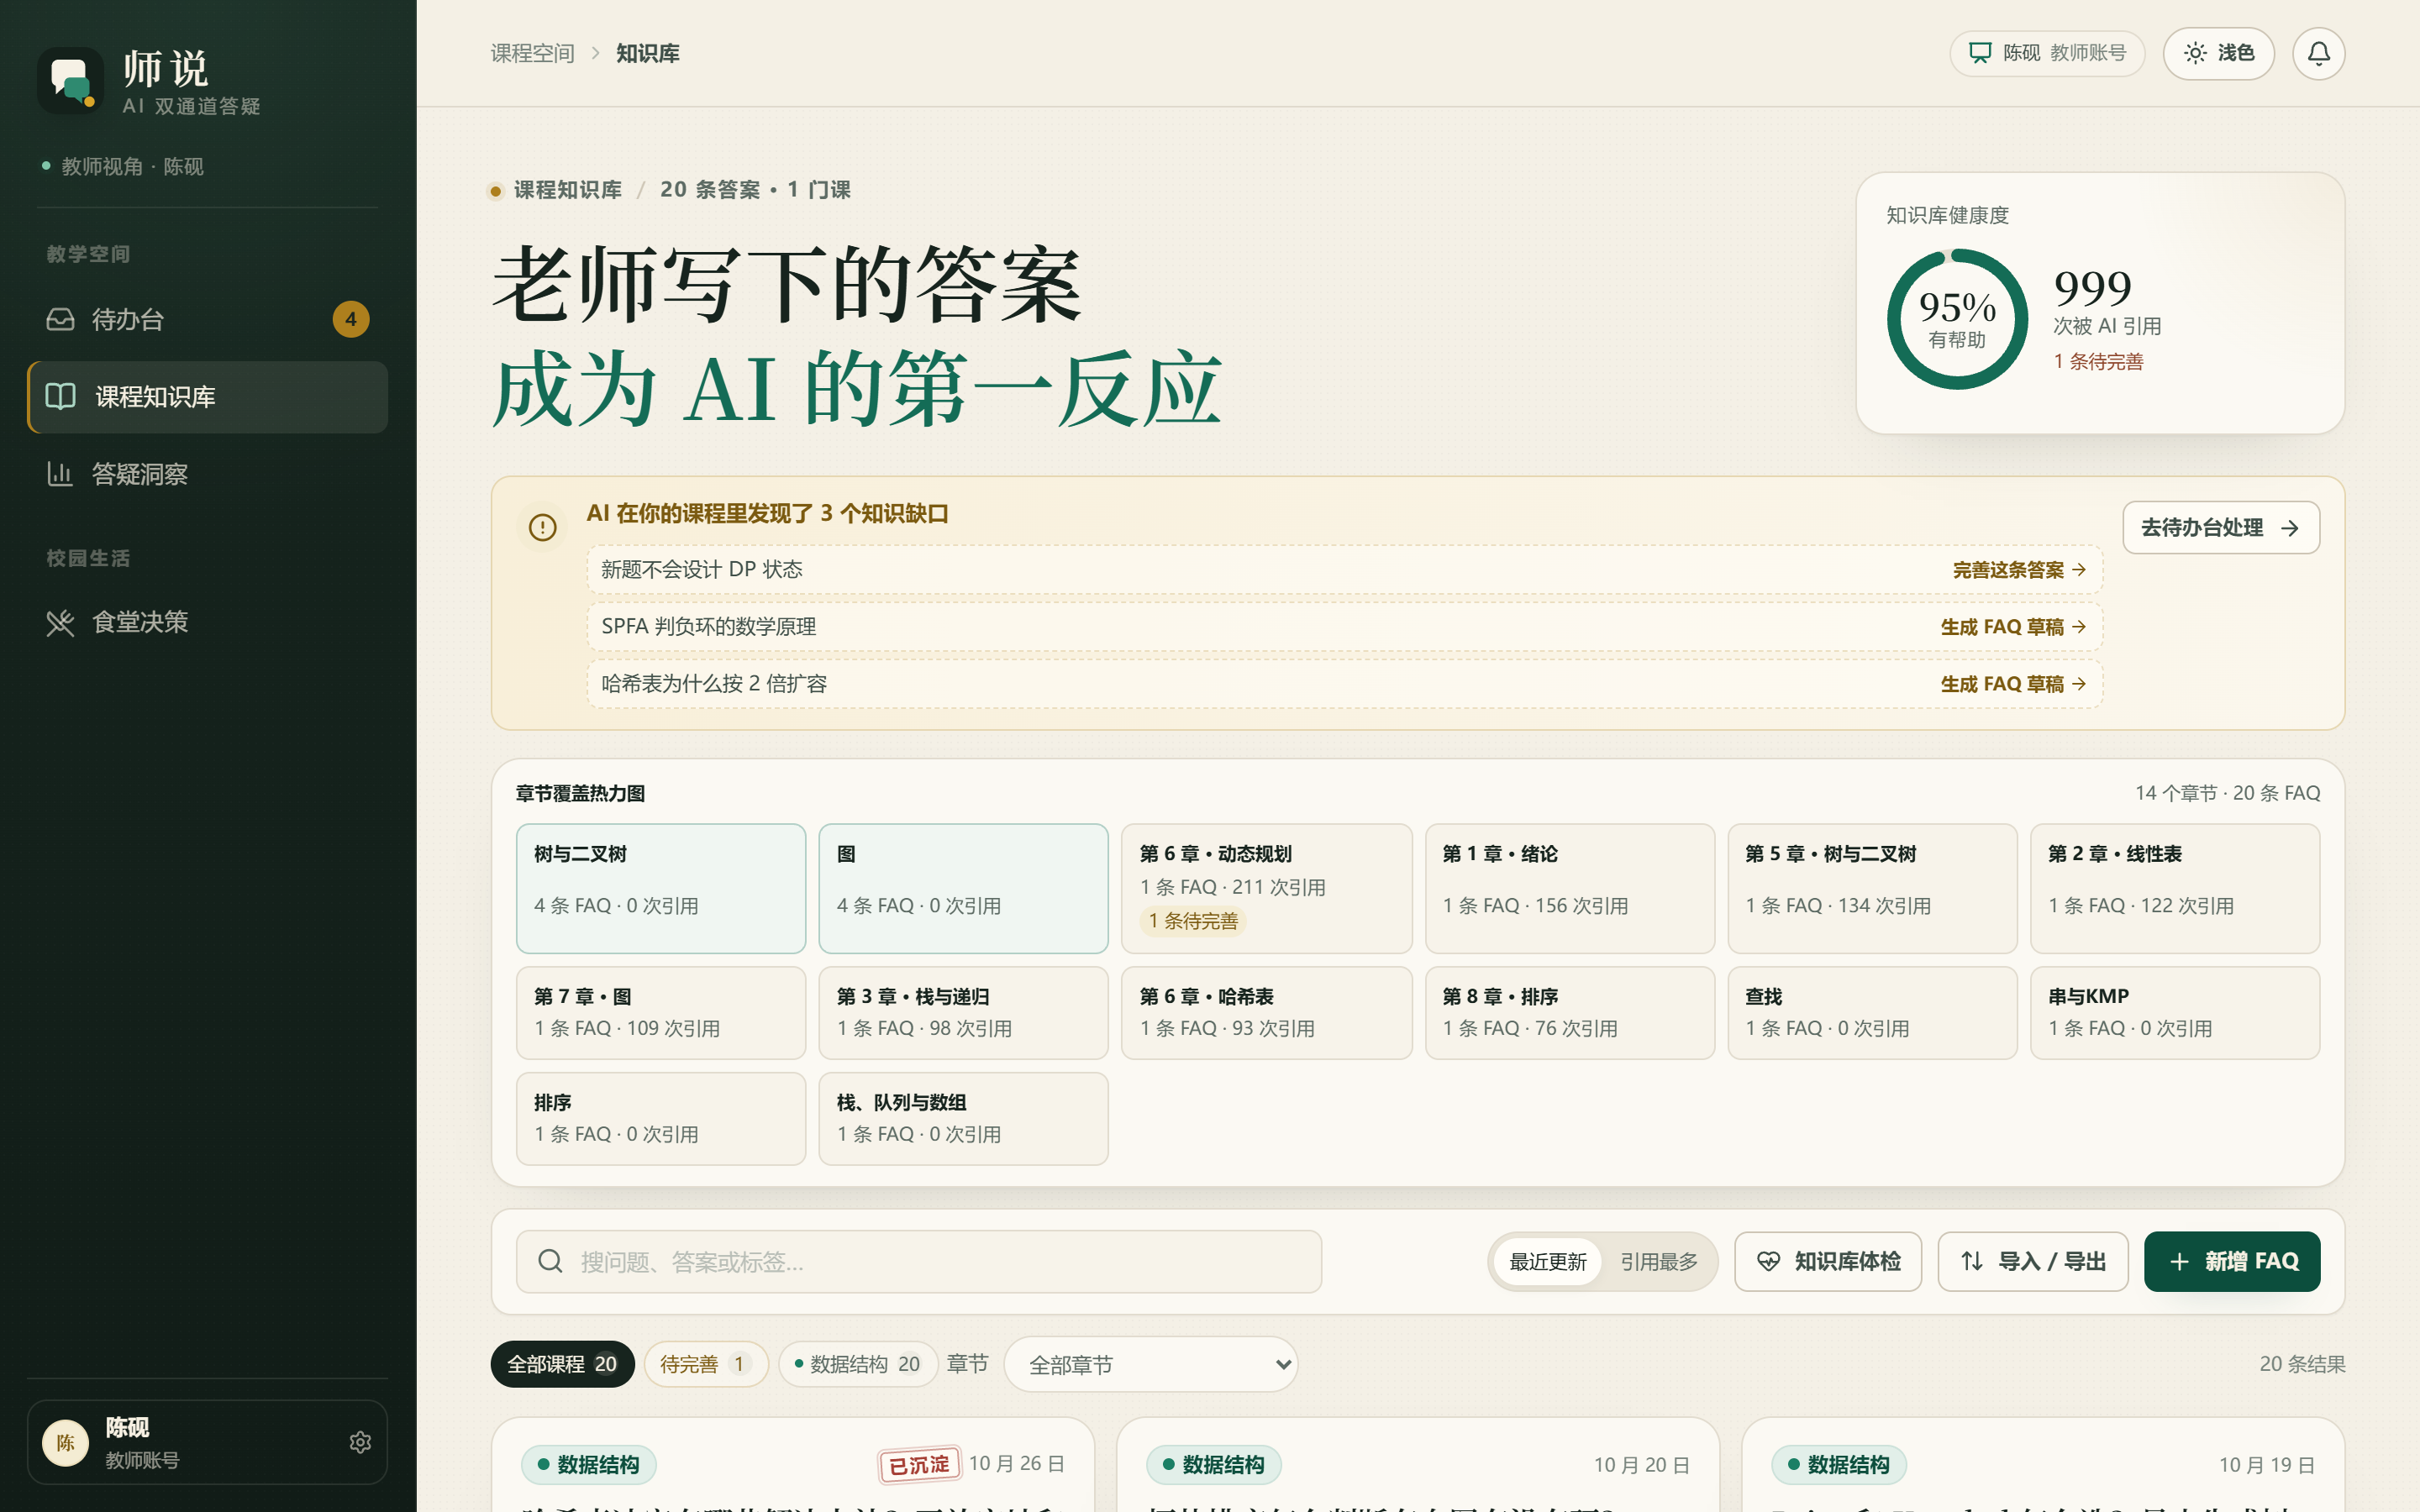 师说
AI 双通道答疑
教师视角 · 陈砚
教学空间
待办台
4
课程知识库
答疑洞察
校园生活
食堂决策
陈
陈砚
教师账号
课程空间
知识库
陈砚 教师账号
浅色
课程知识库 / 20 条答案 • 1 门课
老师写下的答案
成为 AI 的第一反应
知识库健康度
95%
有帮助
999
次被 AI 引用
1 条待完善
AI 在你的课程里发现了 3 个知识缺口
去待办台处理
新题不会设计 DP 状态
完善这条答案
SPFA 判负环的数学原理
生成 FAQ 草稿
哈希表为什么按 2 倍扩容
生成 FAQ 草稿
章节覆盖热力图
14 个章节 · 20 条 FAQ
树与二叉树
4 条 FAQ · 0 次引用
图
4 条 FAQ · 0 次引用
第 6 章 • 动态规划
1 条 FAQ · 211 次引用
1 条待完善
第 1 章 • 绪论
1 条 FAQ · 156 次引用
第 5 章 • 树与二叉树
1 条 FAQ · 134 次引用
第 2 章 • 线性表
1 条 FAQ · 122 次引用
第 7 章 • 图
1 条 FAQ · 109 次引用
第 3 章 • 栈与递归
1 条 FAQ · 98 次引用
第 6 章 • 哈希表
1 条 FAQ · 93 次引用
第 8 章 • 排序
1 条 FAQ · 76 次引用
查找
1 条 FAQ · 0 次引用
串与KMP
1 条 FAQ · 0 次引用
排序
1 条 FAQ · 0 次引用
栈、队列与数组
1 条 FAQ · 0 次引用
搜问题、答案或标签...
最近更新
引用最多
知识库体检
导入 / 导出
新增 FAQ
全部课程 20
待完善 1
数据结构 20
章节
全部章节
20 条结果
数据结构
已沉淀
10 月 26 日
数据结构
10 月 20 日
数据结构
10 月 19 日